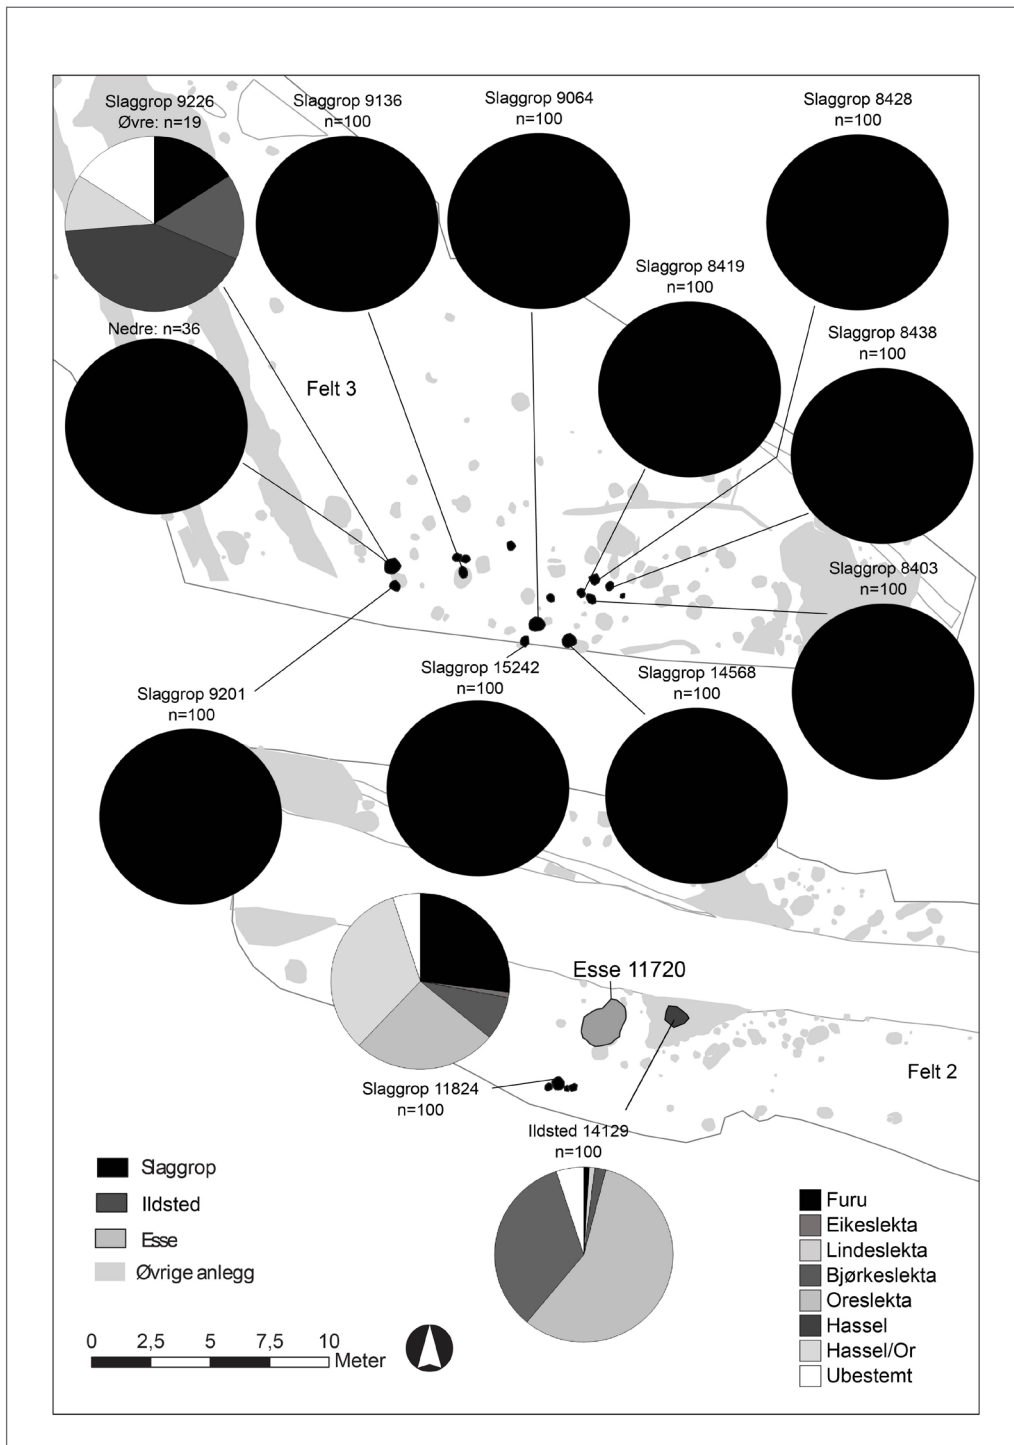 Slaggrop 9226
Øvre: n=19
Slaggrop 9136
n=100
Slaggrop 9064
n=100
Slaggrop 8428
n=100
Slaggrop 8419
n=100
Nedre: n=36
Slaggrop 8438
n=100
Felt 3
Slaggrop 8403
n=100
Slaggrop 15242
n=100
Slaggrop 14568
n=100
Slaggrop 9201
n=100
Esse 11720
Felt 2
Slaggrop 11824
n=100
Ildsted 14129
n=100
Slaggrop
Ildsted
Esse
Øvrige anlegg
0 2,5 5 7,5 10
Meter
Furu
Eikeslekta
Lindeslekta
Bjørkeslekta
Oreslekta
Hassel
Hassel/Or
Ubestemt